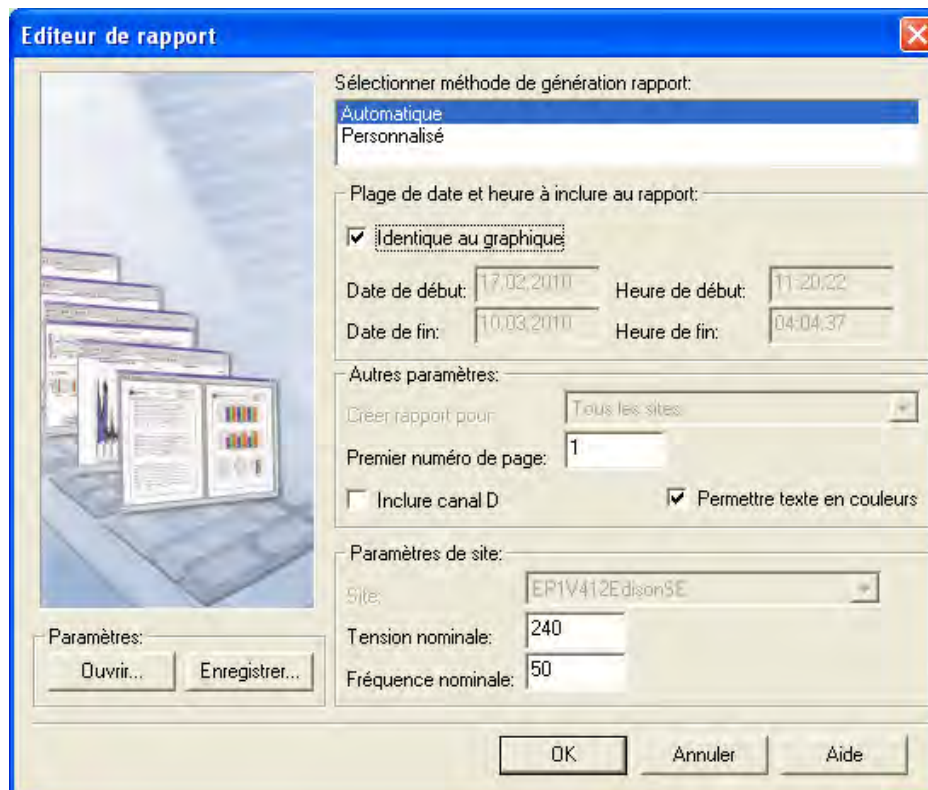 Editeur de rapport
Sélectionner méthode de génération rapport:
Automatique
Personnalisé
Plage de date et heure à inclure au rapport:
Identique au graphique
Date de début: 17.02.2010 Heure de début: 11:20:22
Date de fin: 10.03.2010 Heure de fin: 04:04:37
Autres paramètres:
Créer rapport pour Tous les sites
Premier numéro de page: 1
Inclure canal D Permettre texte en couleurs
Paramètres de site:
Site: EP1V412EdisonSE
Tension nominale: 240
Fréquence nominale: 50
Paramètres:
Ouvrir... Enregistrer...
OK Annuler Aide